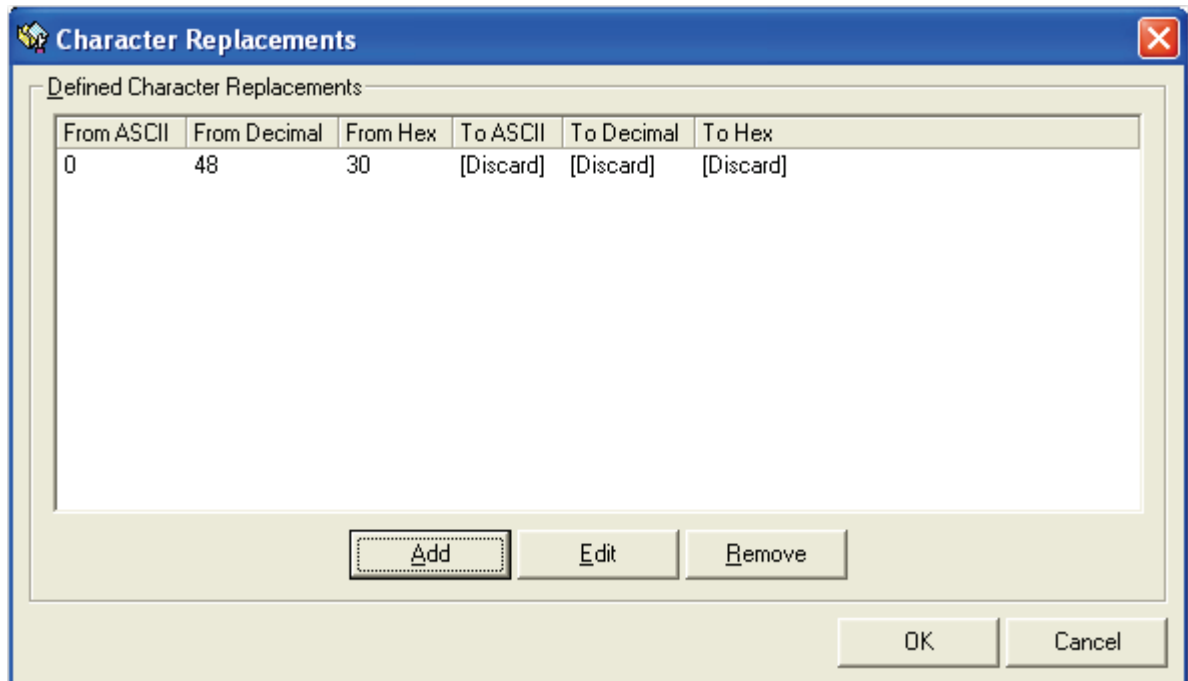 Character Replacements
Defined Character Replacements
From ASCII From Decimal From Hex To ASCII To Decimal To Hex
0 48 30 [Discard] [Discard] [Discard]
Add Edit Remove
OK Cancel